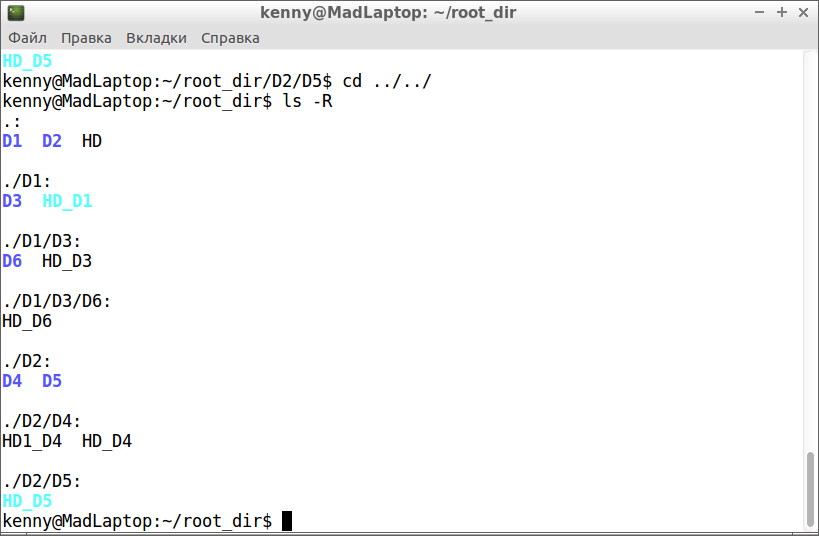 kenny@MadLaptop: ~/root_dir
Файл Правка Вкладки Справка
HD_D5
kenny@MadLaptop:~/root_dir/D2/D5$ cd ../../
kenny@MadLaptop:~/root_dir$ ls -R
.:
D1  D2  HD
./D1:
D3  HD_D1
./D1/D3:
D6  HD_D3
./D1/D3/D6:
HD_D6
./D2:
D4  D5
./D2/D4:
HD1_D4  HD_D4
./D2/D5:
HD_D5
kenny@MadLaptop:~/root_dir$